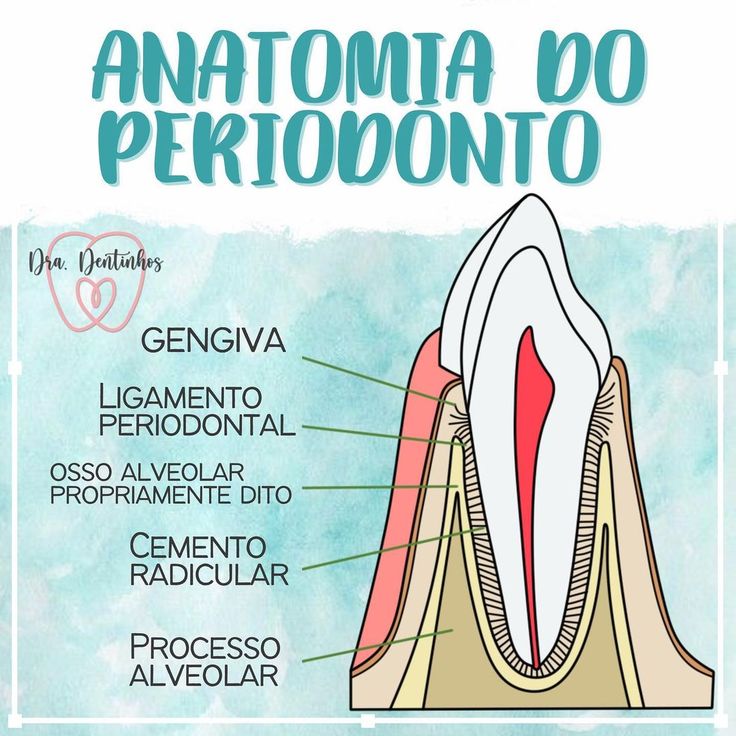 ANATOMIA DO
PERIODONTO
Dra. Dentinhos
GENGIVA
LIGAMENTO
PERIODONTAL
OSSO ALVEOLAR
PROPRIAMENTE DITO
CEMENTO
RADICULAR
PROCESSO
ALVEOLAR